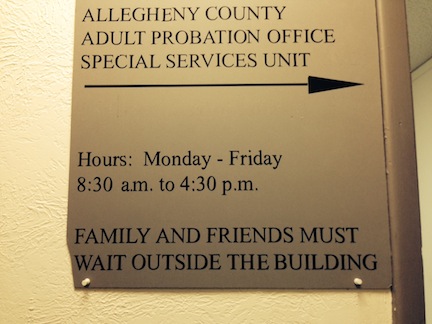 ALLEGHENY COUNTY
ADULT PROBATION OFFICE
SPECIAL SERVICES UNIT
Hours: Monday - Friday
8:30 a.m. to 4:30 p.m.
FAMILY AND FRIENDS MUST
WAIT OUTSIDE THE BUILDING